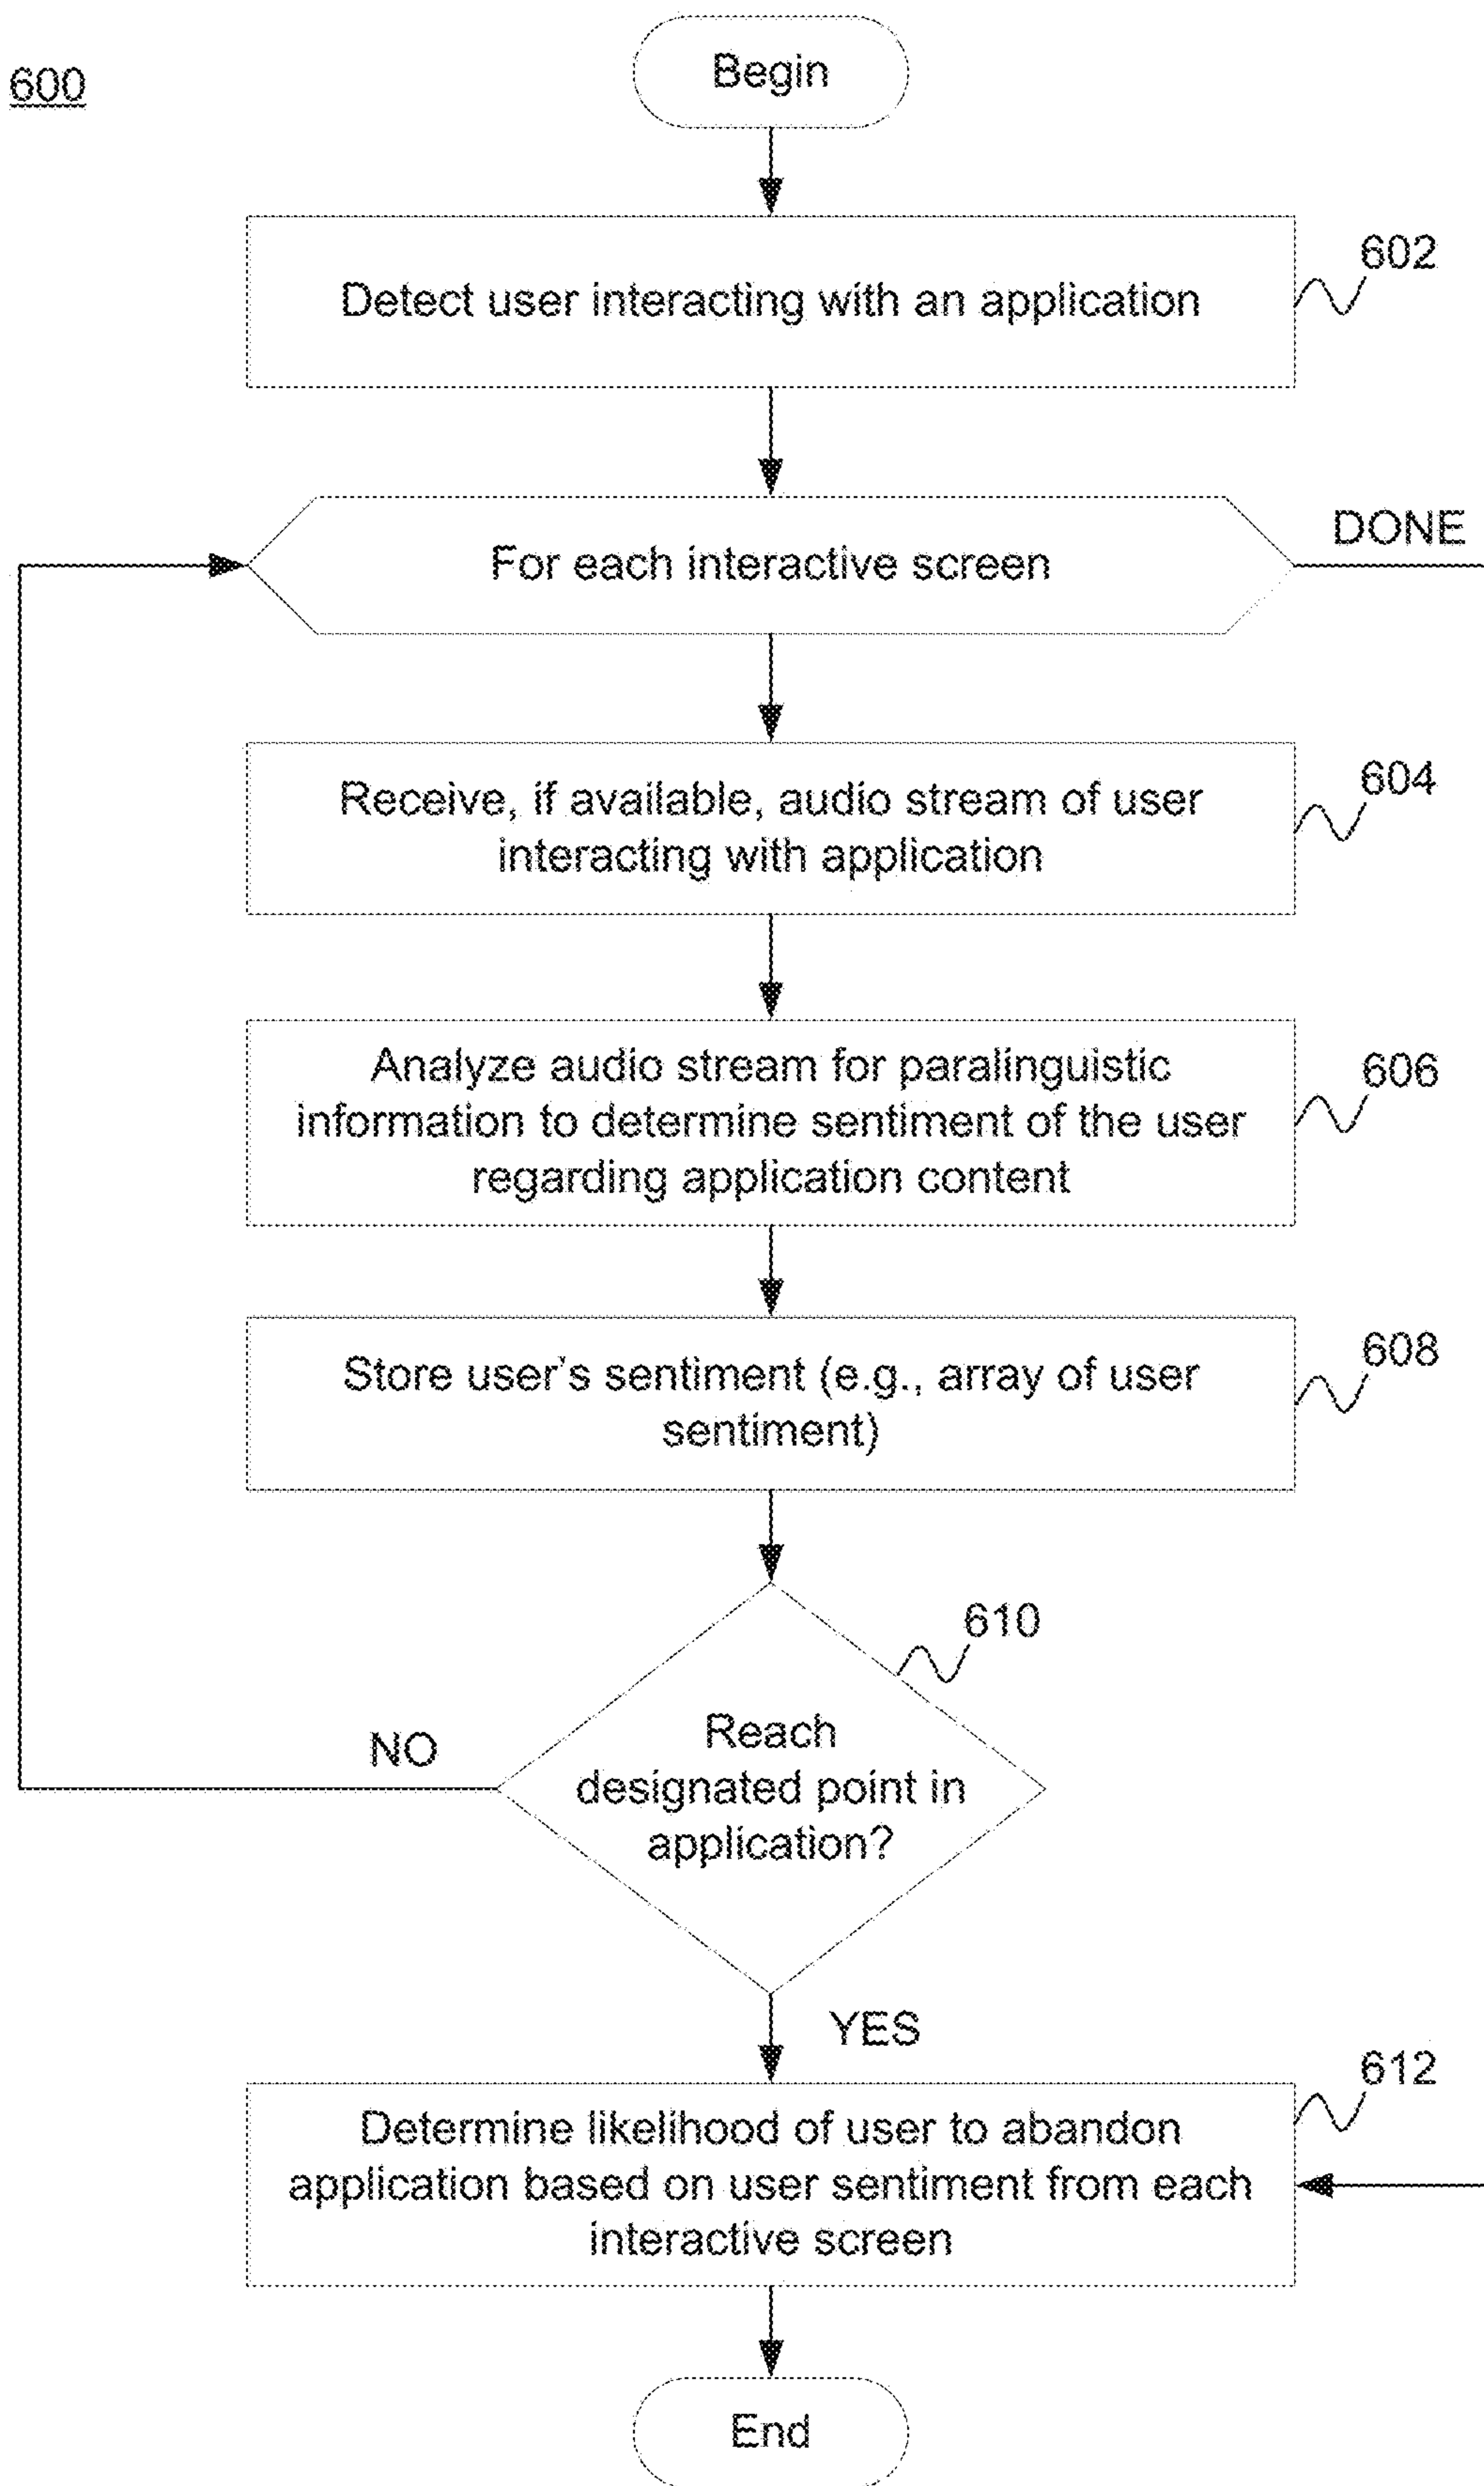 600
Begin
Detect user interacting with an application
602
For each interactive screen
DONE
Receive, if available, audio stream of user
interacting with application
604
Analyze audio stream for paralinguistic
information to determine sentiment of the user
regarding application content
606
Store user's sentiment (e.g., array of user
sentiment)
608
610
Reach
designated point in
application?
NO
YES
612
Determine likelihood of user to abandon
application based on user sentiment from each
interactive screen
End